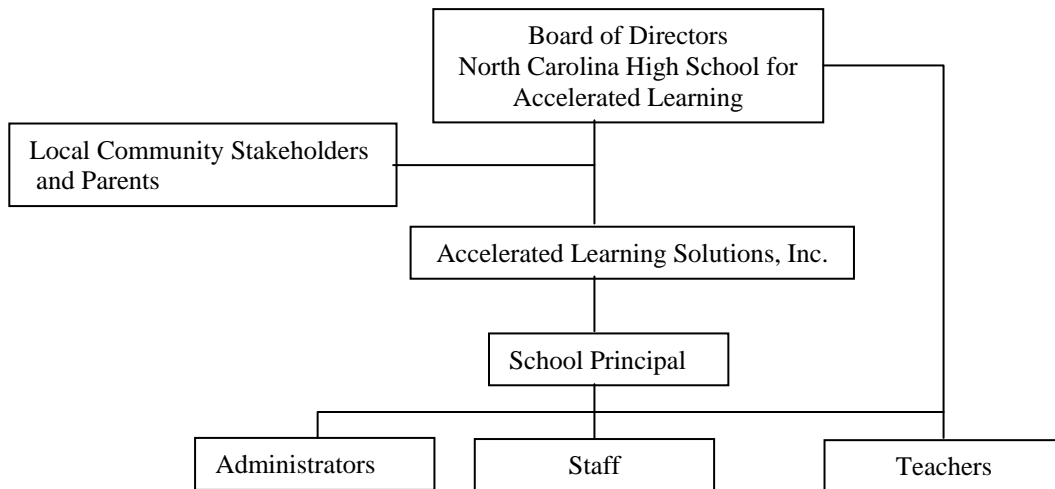 Board of Directors
North Carolina High School for
Accelerated Learning
Local Community Stakeholders
and Parents
Accelerated Learning Solutions, Inc.
School Principal
Administrators
Staff
Teachers